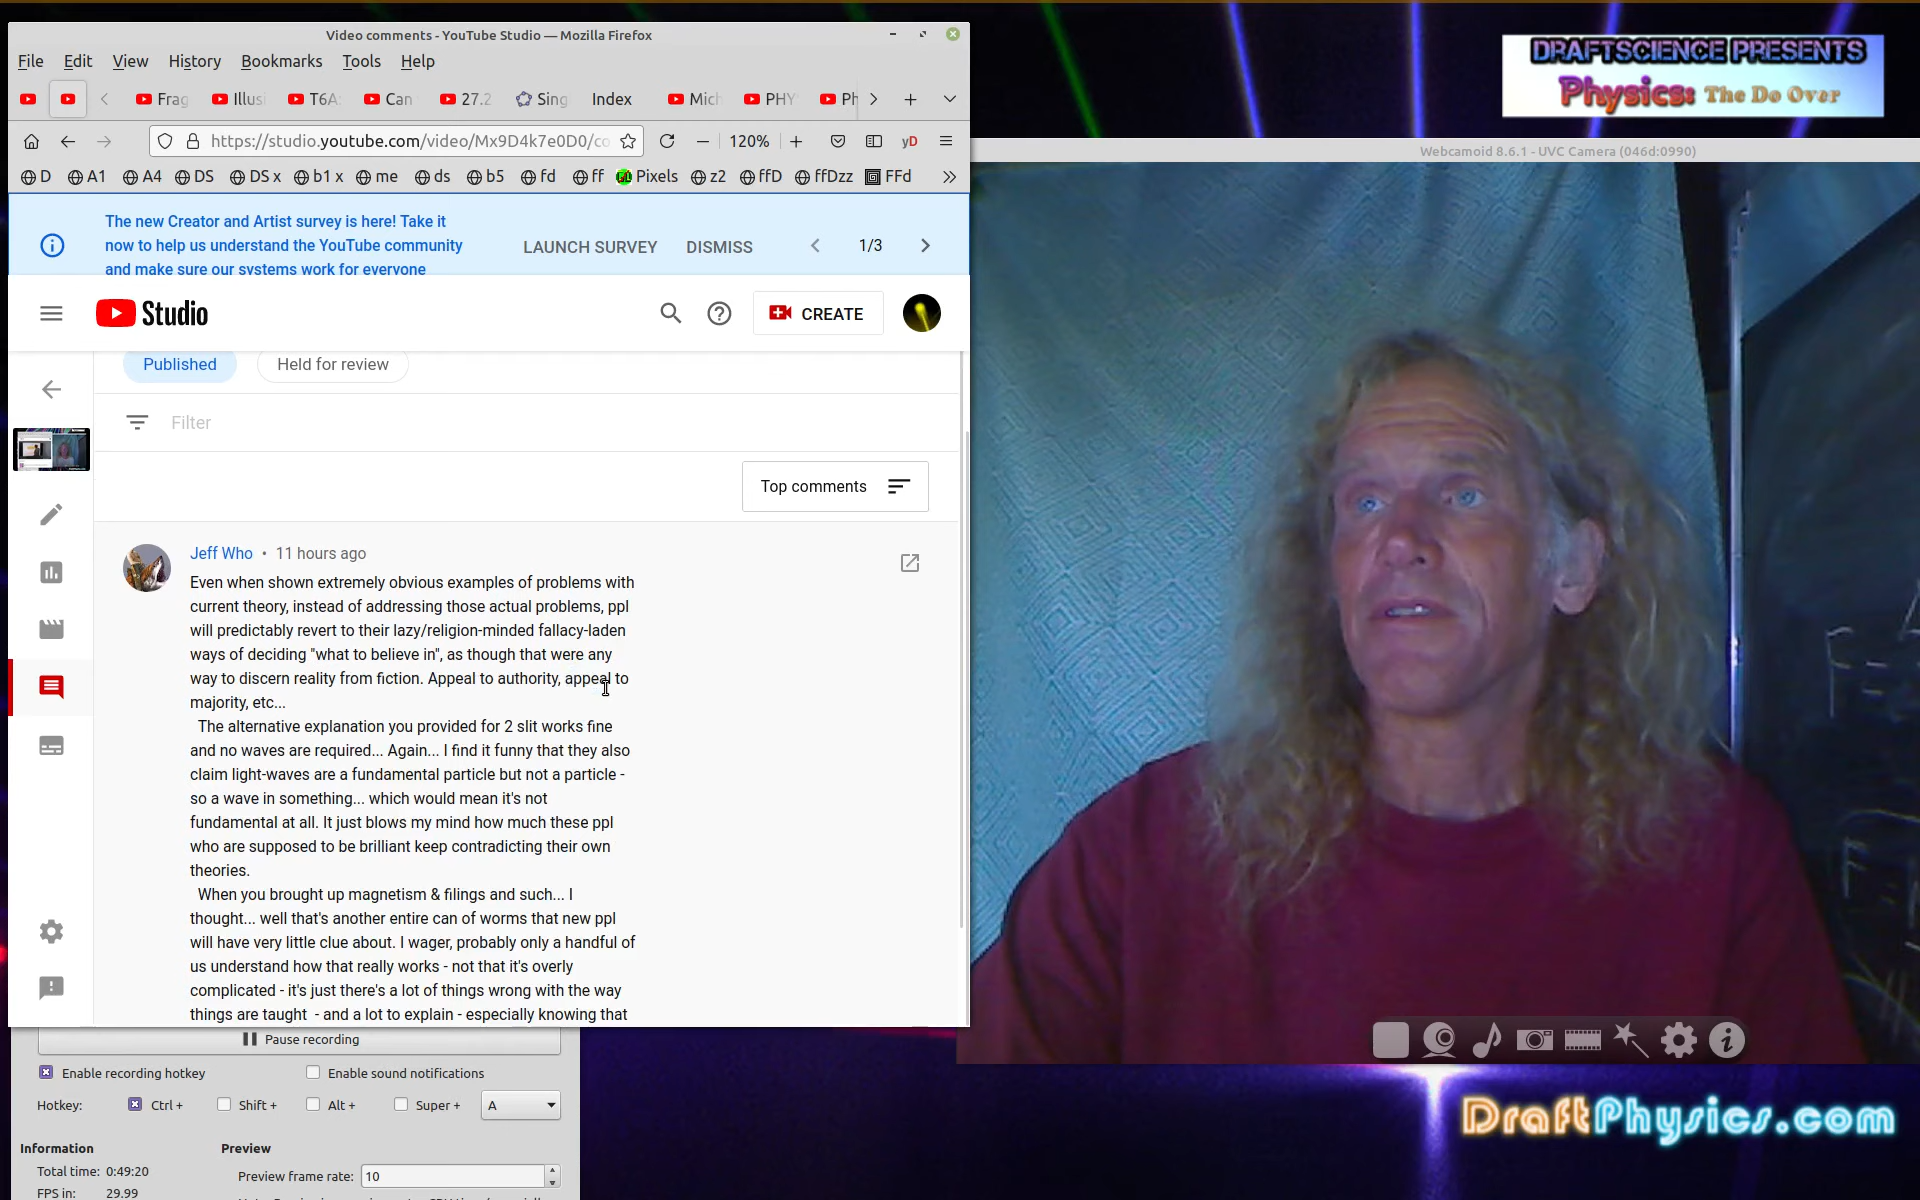 Video comments - YouTube Studio — Mozilla Firefox
File Edit View History Bookmarks Tools Help
Frag Illus T6A: Can 27.2 Sing Index Mich PHY Ph
https://studio.youtube.com/video/Mx9D4k7e0D0/co 120% yD
D A1 A4 DS DS x b1 x me ds b5 fd ff Pixels z2 ffD ffDzz FFd
The new Creator and Artist survey is here! Take it
now to help us understand the YouTube community
and make sure our systems work for everyone
LAUNCH SURVEY DISMISS 1/3
Studio CREATE
Published Held for review
Filter
Top comments
Jeff Who • 11 hours ago
Even when shown extremely obvious examples of problems with
current theory, instead of addressing those actual problems, ppl
will predictably revert to their lazy/religion-minded fallacy-laden
ways of deciding "what to believe in", as though that were any
way to discern reality from fiction. Appeal to authority, appeal to
majority, etc...
The alternative explanation you provided for 2 slit works fine
and no waves are required... Again... I find it funny that they also
claim light-waves are a fundamental particle but not a particle -
so a wave in something... which would mean it's not
fundamental at all. It just blows my mind how much these ppl
who are supposed to be brilliant keep contradicting their own
theories.
When you brought up magnetism & filings and such... I
thought... well that's another entire can of worms that new ppl
will have very little clue about. I wager, probably only a handful of
us understand how that really works - not that it's overly
complicated - it's just there's a lot of things wrong with the way
things are taught - and a lot to explain - especially knowing that
Pause recording
Enable recording hotkey Enable sound notifications
Hotkey: Ctrl + Shift + Alt + Super + A
Information Preview
Total time: 0:49:20 Preview frame rate: 10
FPS in: 29.99
DRAFTSCIENCE PRESENTS
Physics: The Do Over
Webcamoid 8.6.1 - UVC Camera (046d:0990)
DraftPhysics.com